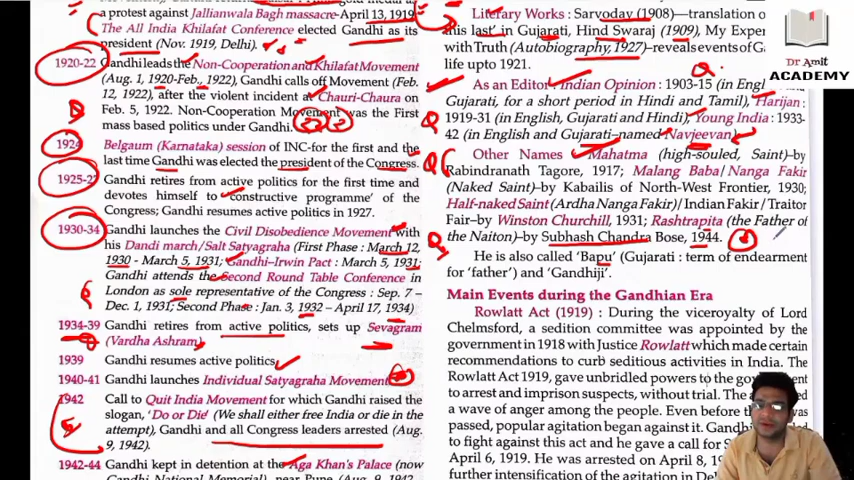 a protest against Jallianwala Bagh massacre-April 13, 1919
The All India Khilafat Conference elected Gandhi as its
president (Nov. 1919, Delhi).
1920-22 Gandhi leads the Non-Cooperation and Khilafat Movement
(Aug. 1, 1920-Feb., 1922), Gandhi calls off Movement (Feb.
12, 1922), after the violent incident at Chauri-Chaura on
Feb. 5, 1922. Non-Cooperation Movement was the First
mass based politics under Gandhi.
1924 Belgaum (Karnataka) session of INC-for the first and the
last time Gandhi was elected the president of the Congress.
1925-27 Gandhi retires from active politics for the first time and
devotes himself to 'constructive programme' of the
Congress; Gandhi resumes active politics in 1927.
1930-34 Gandhi launches the Civil Disobedience Movement with
his Dandi march/Salt Satyagraha (First Phase : March 12,
1930 - March 5, 1931; Gandhi-Irwin Pact : March 5, 1931;
Gandhi attends the Second Round Table Conference in
London as sole representative of the Congress : Sep. 7 -
Dec. 1, 1931; Second Phase : Jan. 3, 1932 - April 17, 1934)
1934-39 Gandhi retires from active politics, sets up Sevagram
(Vardha Ashram)
1939 Gandhi resumes active politics
1940-41 Gandhi launches Individual Satyagraha Movement
1942 Call to Quit India Movement for which Gandhi raised the
slogan, 'Do or Die' (We shall either free India or die in the
attempt), Gandhi and all Congress leaders arrested (Aug.
9, 1942).
1942-44 Gandhi kept in detention at the Aga Khan's Palace (now
Gandhi National Memorial), near Pune (Aug. 9, 1942
Literary Works : Sarvodav (1908)—translation o
this last' in Gujarati, Hind Swaraj (1909), My Exper
with Truth (Autobiography, 1927)–reveals events of G
life upto 1921.
As an Editor : Indian Opinion : 1903-15 (in Engl
Gujarati, for a short period in Hindi and Tamil), Harijan :
1919-31 (in English, Gujarati and Hindi), Young India : 1933-
42 (in English and Gujarati–named Navjeevan)
Other Names : Mahatma (high-souled, Saint)–by
Rabindranath Tagore, 1917; Malang Baba/Nanga Fakir
(Naked Saint)–by Kabailis of North-West Frontier, 1930;
Half-naked Saint (Ardha Nanga Fakir)/Indian Fakir/Traitor
Fair–by Winston Churchill, 1931; Rashtrapita (the Father of
the Naiton)–by Subhash Chandra Bose, 1944.
He is also called 'Bapu' (Gujarati : term of endearment
for 'father') and 'Gandhiji'.
Main Events during the Gandhian Era
Rowlatt Act (1919) : During the viceroyalty of Lord
Chelmsford, a sedition committee was appointed by the
government in 1918 with Justice Rowlatt which made certain
recommendations to curb seditious activities in India. The
Rowlatt Act 1919, gave unbridled powers to the gov ent
to arrest and imprison suspects, without trial. The
a wave of anger among the people. Even before was
passed, popular agitation began against it. Gandhi
to fight against this act and he gave a call for S
April 6, 1919. He was arrested on April 8, 19
further intensification of the agitation in Del
Dr Amit
ACADEMY